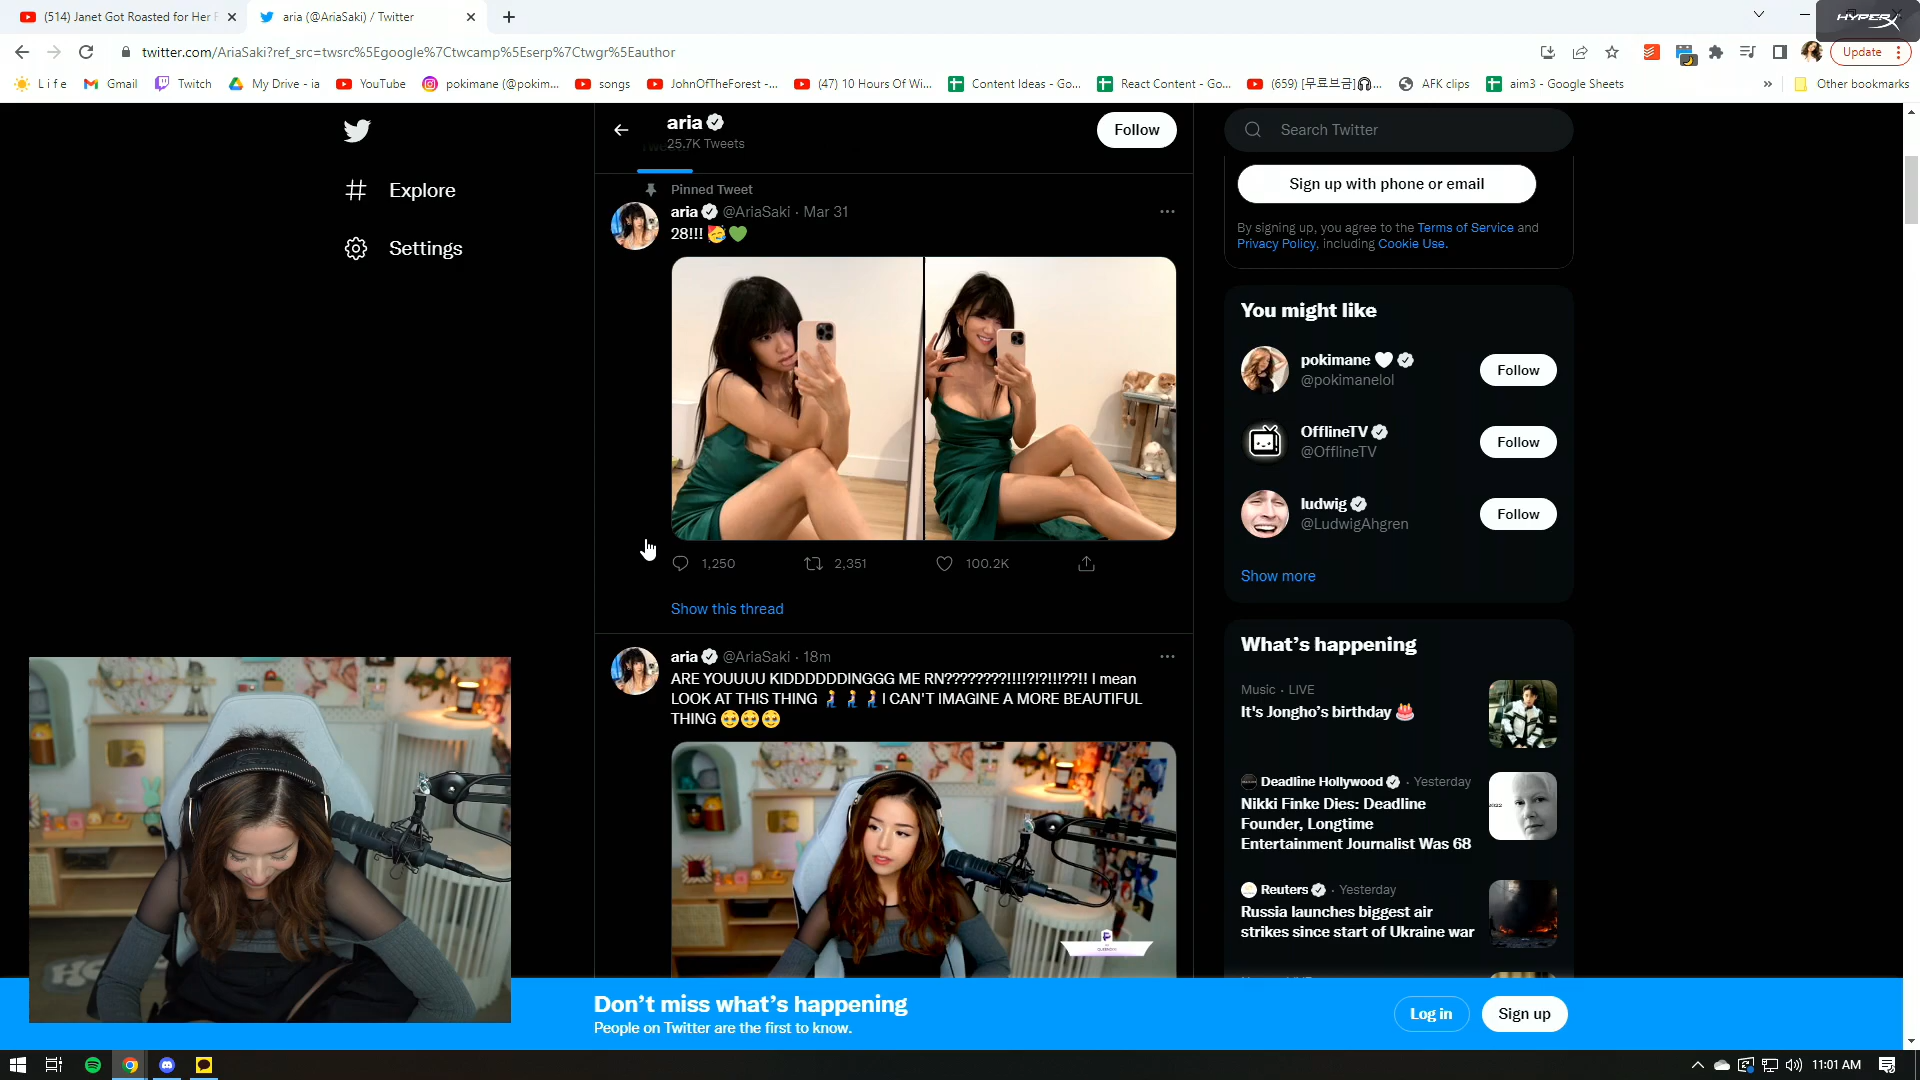 (514) Janet Got Roasted for Her F
aria (@AriaSaki) / Twitter
HYPERX
twitter.com/AriaSaki?ref_src=twsrc%5Egoogle%7Ctwcamp%5Eserp%7Ctwgr%5Eauthor
Update
L i f e
Gmail
Twitch
My Drive - ia
YouTube
pokimane (@pokim...
songs
JohnOfTheForest -...
(47) 10 Hours Of Wi...
Content Ideas - Go...
React Content - Go...
(659) [무료브금]🎧...
AFK clips
aim3 - Google Sheets
»
Other bookmarks
aria
25.7K Tweets
Follow
Search Twitter
Explore
Settings
Pinned Tweet
aria @AriaSaki · Mar 31
28!!! 🥳💚
1,250
2,351
100.2K
Show this thread
aria @AriaSaki · 18m
ARE YOUUUU KIDDDDDDINGGG ME RN????????!!!!?!?!!!??!! I mean
LOOK AT THIS THING 🧎🧎🧎I CAN'T IMAGINE A MORE BEAUTIFUL
THING 🥹🥹🥹
Sign up with phone or email
By signing up, you agree to the Terms of Service and
Privacy Policy, including Cookie Use.
You might like
pokimane 🤍
@pokimanelol
Follow
OfflineTV
@OfflineTV
Follow
ludwig
@LudwigAhgren
Follow
Show more
What's happening
Music · LIVE
It's Jongho's birthday 🎂
Deadline Hollywood · Yesterday
Nikki Finke Dies: Deadline
Founder, Longtime
Entertainment Journalist Was 68
Reuters · Yesterday
Russia launches biggest air
strikes since start of Ukraine war
Don't miss what's happening
People on Twitter are the first to know.
Log in
Sign up
11:01 AM